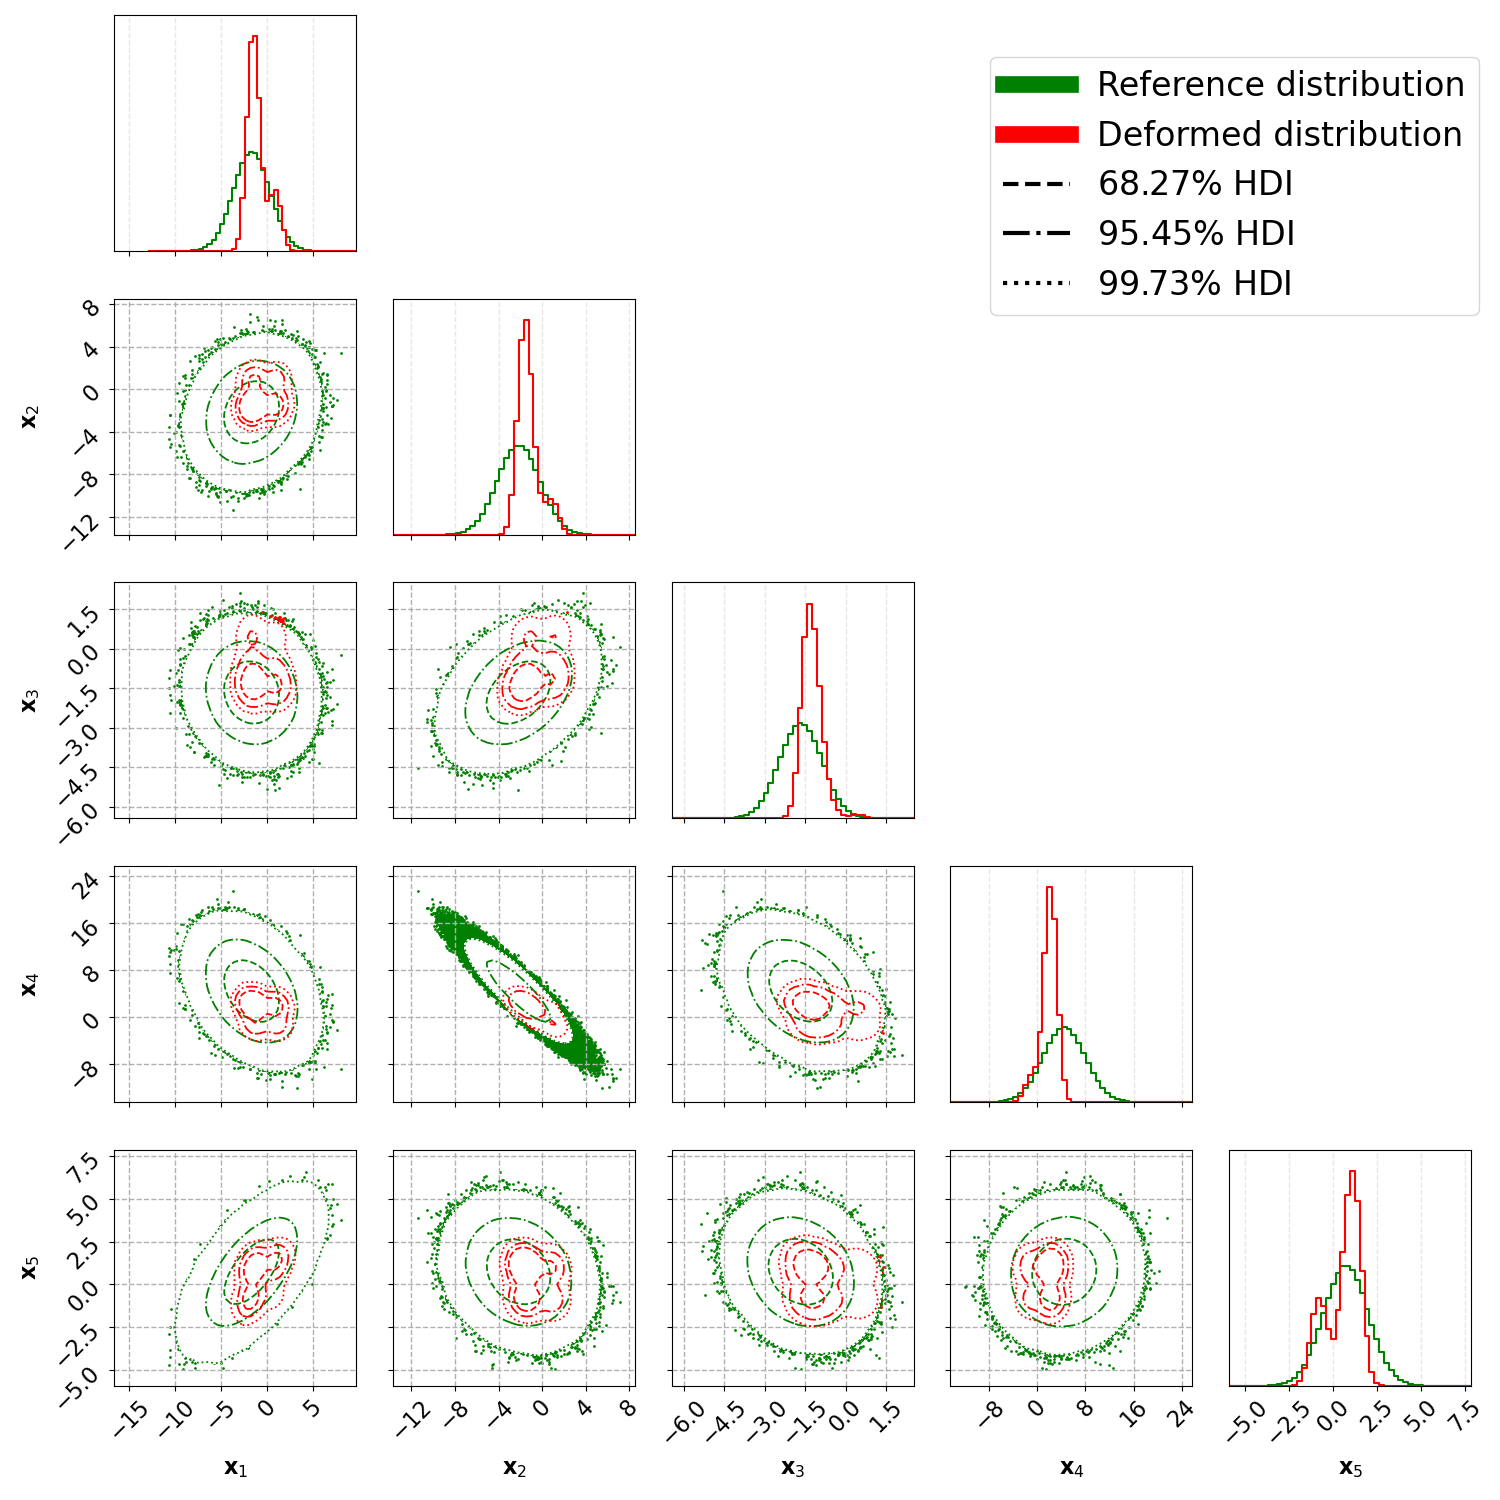 Reference distribution
Deformed distribution
68.27% HDI
95.45% HDI
99.73% HDI
8
4
0
−4
−8
−12
x₂
1.5
0.0
−1.5
−3.0
−4.5
−6.0
x₃
24
16
8
0
−8
x₄
7.5
5.0
2.5
0.0
−2.5
−5.0
x₅
−15 −10 −5 0 5
−12 −8 −4 0 4 8
−6.0 −4.5 −3.0 −1.5 0.0 1.5
−8 0 8 16 24
−5.0 −2.5 0.0 2.5 5.0 7.5
x₁ x₂ x₃ x₄ x₅